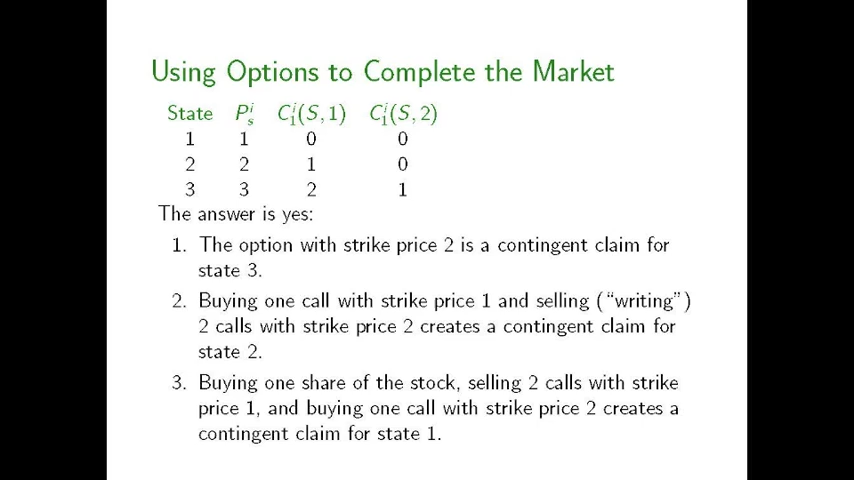 Using Options to Complete the Market
State P_s^i C_1^i(S, 1) C_1^i(S, 2)
1 1 0 0
2 2 1 0
3 3 2 1
The answer is yes:
1. The option with strike price 2 is a contingent claim for
state 3.
2. Buying one call with strike price 1 and selling (“writing”)
2 calls with strike price 2 creates a contingent claim for
state 2.
3. Buying one share of the stock, selling 2 calls with strike
price 1, and buying one call with strike price 2 creates a
contingent claim for state 1.